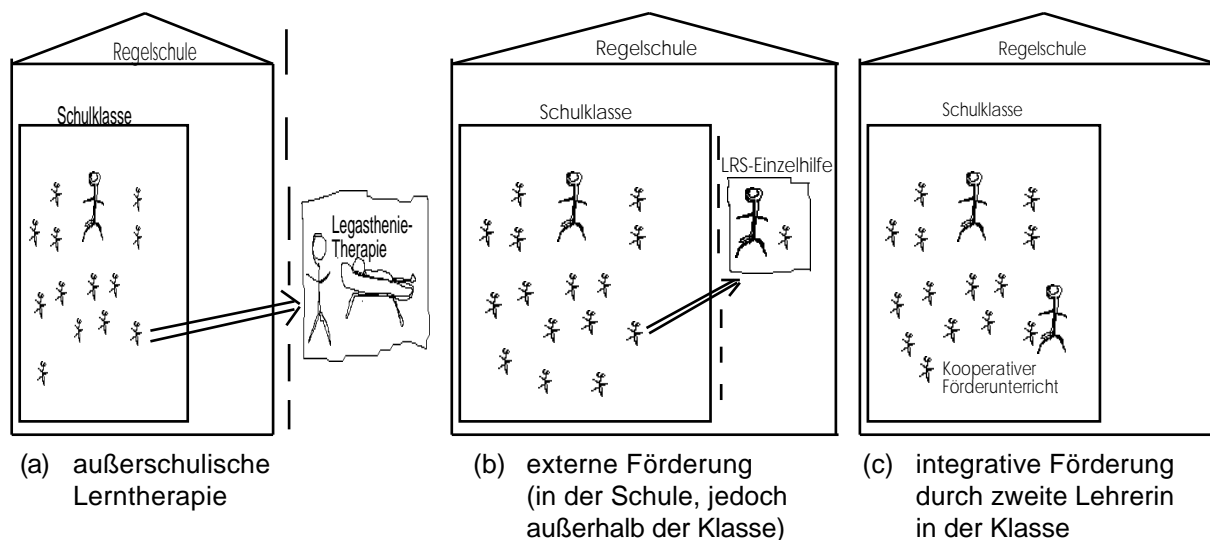 Regelschule
Schulklasse
Legasthenie-
Therapie
(a) außerschulische
Lerntherapie
Regelschule
Schulklasse
LRS-Einzelhilfe
(b) externe Förderung
(in der Schule, jedoch
außerhalb der Klasse)
Regelschule
Schulklasse
Kooperativer
Förderunterricht
(c) integrative Förderung
durch zweite Lehrerin
in der Klasse